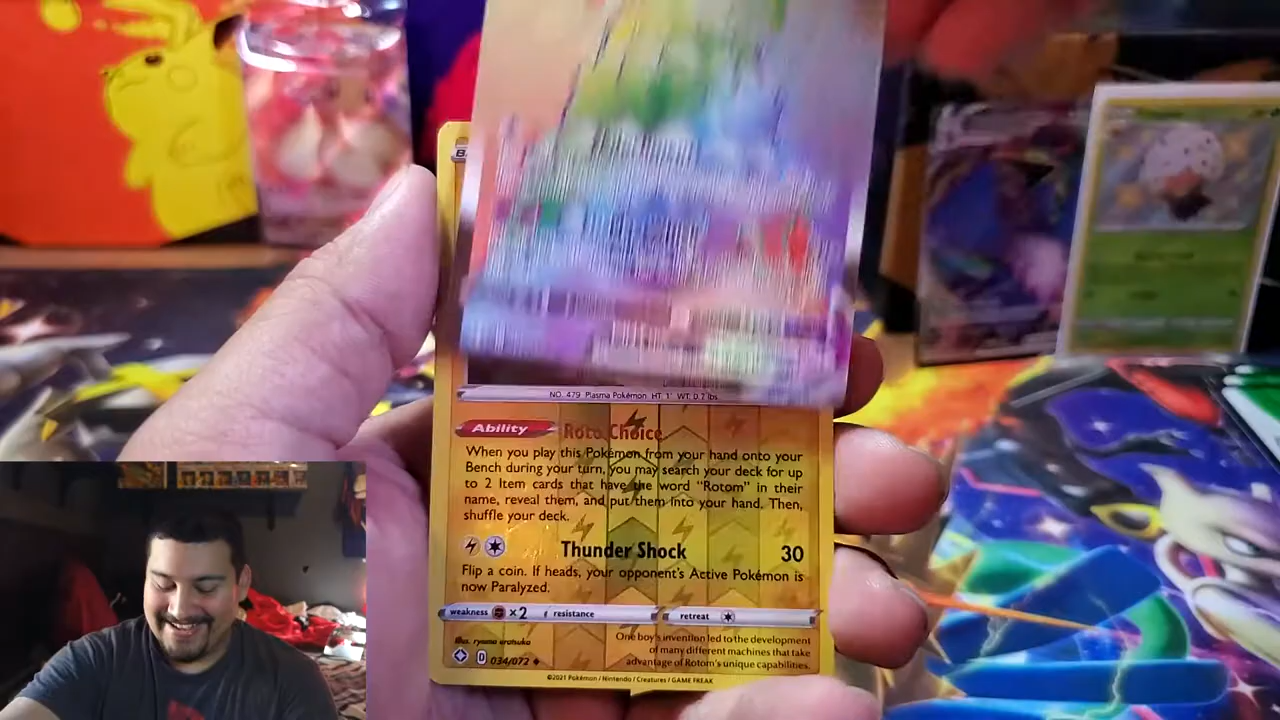 NO. 479 Plasma Pokémon HT: 1' WT: 0.7 lbs.
Ability Roto Choice
When you play this Pokémon from your hand onto your
Bench during your turn, you may search your deck for up
to 2 Item cards that have the word "Rotom" in their
name, reveal them, and put them into your hand. Then,
shuffle your deck.
Thunder Shock 30
Flip a coin. If heads, your opponent's Active Pokémon is
now Paralyzed.
weakness ×2 resistance retreat
Illus. ryuma uratsuka
One boy's invention led to the development
of many different machines that take
advantage of Rotom's unique capabilities.
D 034/072
©2021 Pokémon / Nintendo / Creatures / GAME FREAK